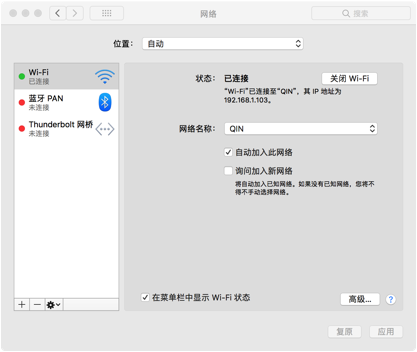 网络
搜索
位置:
自动
Wi-Fi
已连接
蓝牙 PAN
未连接
Thunderbolt 网桥
未连接
状态:
已连接
关闭 Wi-Fi
“Wi-Fi”已连接至“QIN”，其 IP 地址为
192.168.1.103。
网络名称:
QIN
自动加入此网络
询问加入新网络
将自动加入已知网络。如果没有已知网络，您将不
得不手动选择网络。
在菜单栏中显示 Wi-Fi 状态
高级...
?
复原
应用